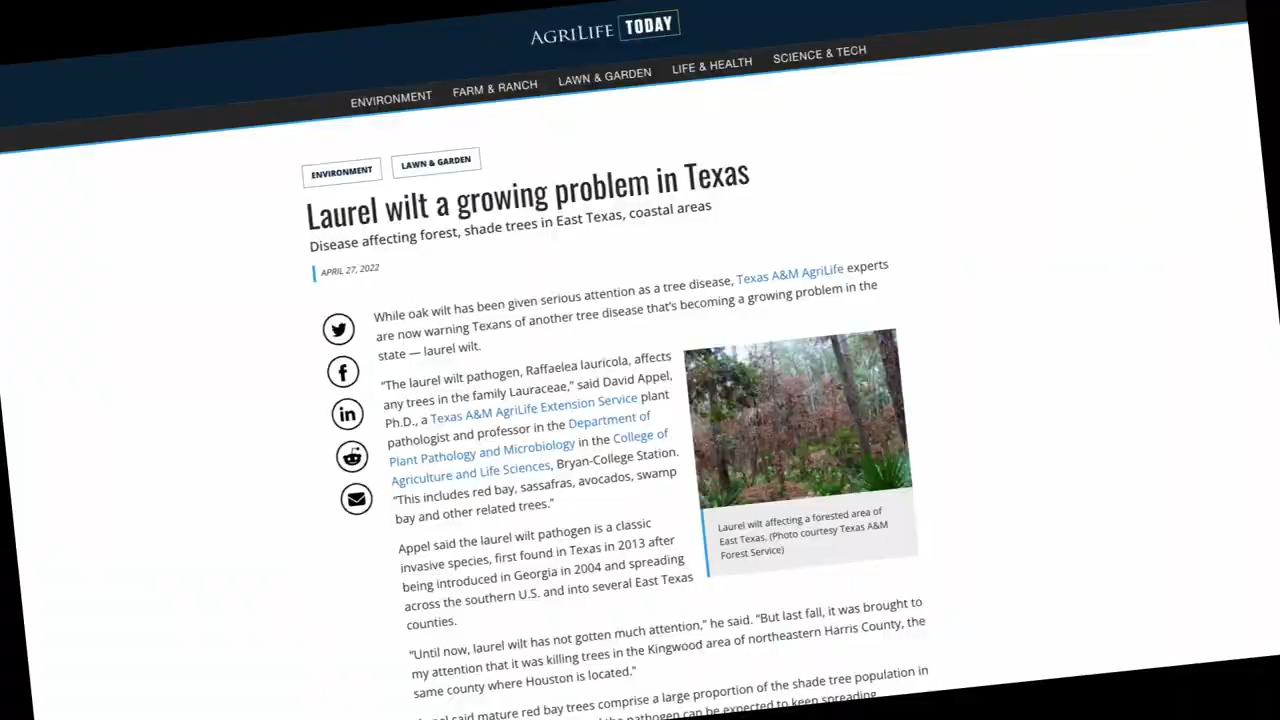 AGRILIFE TODAY
ENVIRONMENT FARM & RANCH LAWN & GARDEN LIFE & HEALTH SCIENCE & TECH
ENVIRONMENT LAWN & GARDEN
Laurel wilt a growing problem in Texas
Disease affecting forest, shade trees in East Texas, coastal areas
APRIL 27, 2022
While oak wilt has been given serious attention as a tree disease, Texas A&M AgriLife experts
are now warning Texans of another tree disease that's becoming a growing problem in the
state — laurel wilt.
"The laurel wilt pathogen, Raffaelea lauricola, affects
any trees in the family Lauraceae," said David Appel,
Ph.D., a Texas A&M AgriLife Extension Service plant
pathologist and professor in the Department of
Plant Pathology and Microbiology in the College of
Agriculture and Life Sciences, Bryan-College Station.
"This includes red bay, sassafras, avocados, swamp
bay and other related trees."
Laurel wilt affecting a forested area of
East Texas. (Photo courtesy Texas A&M
Forest Service)
Appel said the laurel wilt pathogen is a classic
invasive species, first found in Texas in 2013 after
being introduced in Georgia in 2004 and spreading
across the southern U.S. and into several East Texas
counties.
"Until now, laurel wilt has not gotten much attention," he said. "But last fall, it was brought to
my attention that it was killing trees in the Kingwood area of northeastern Harris County, the
same county where Houston is located."
said mature red bay trees comprise a large proportion of the shade tree population in
the pathogen can be expected to keep spreading